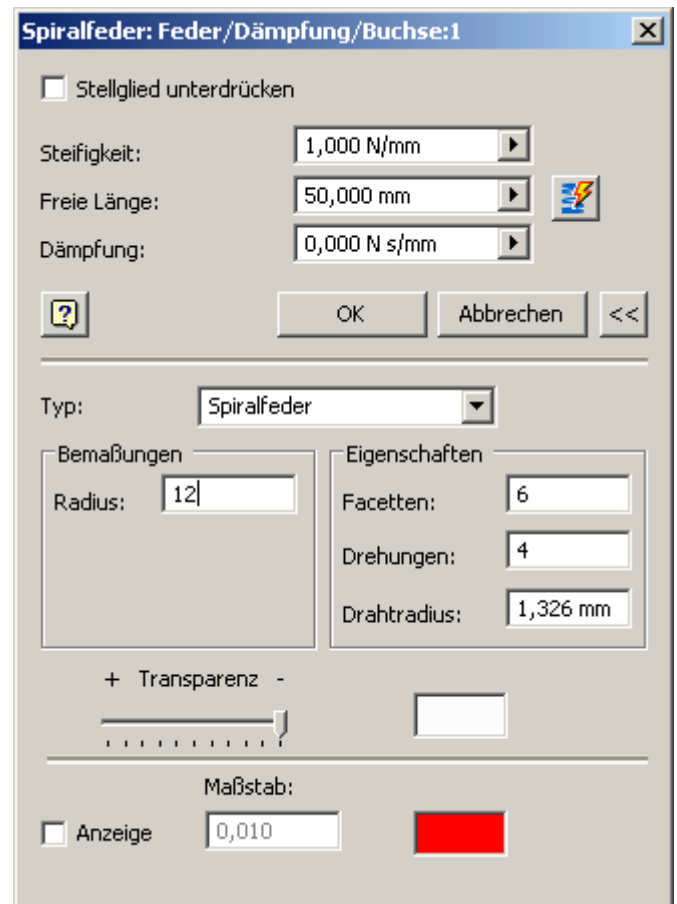 Spiralfeder: Feder/Dämpfung/Buchse:1
Stellglied unterdrücken
Steifigkeit: 1,000 N/mm
Freie Länge: 50,000 mm
Dämpfung: 0,000 N s/mm
OK Abbrechen <<
Typ: Spiralfeder
Bemaßungen
Radius: 12
Eigenschaften
Facetten: 6
Drehungen: 4
Drahtradius: 1,326 mm
+ Transparenz -
Maßstab:
Anzeige 0,010